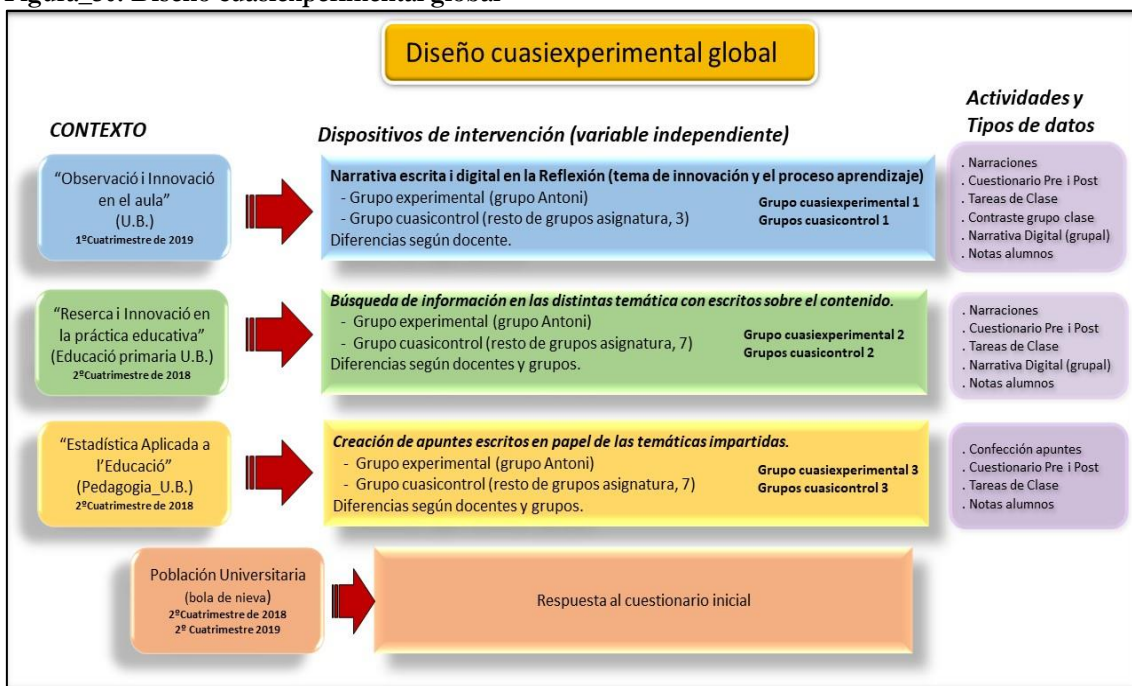 Figura_30: Diseño cuasiexperimental global
Diseño cuasiexperimental global
CONTEXTO
Dispositivos de intervención (variable independiente)
Actividades y
Tipos de datos
“Observació i Innovació
en el aula”
(U.B.)
1ºCuatrimestre de 2019
Narrativa escrita i digital en la Reflexión (tema de innovación y el proceso aprendizaje)
- Grupo experimental (grupo Antoni)
- Grupo cuasicontrol (resto de grupos asignatura, 3)
Diferencias según docente.
Grupo cuasiexperimental 1
Grupos cuasicontrol 1
. Narraciones
. Cuestionario Pre i Post
. Tareas de Clase
. Contraste grupo clase
. Narrativa Digital (grupal)
. Notas alumnos
“Reserca i Innovació en
la práctica educativa”
(Educació primaria U.B.)
2ºCuatrimestre de 2018
Búsqueda de información en las distintas temática con escritos sobre el contenido.
- Grupo experimental (grupo Antoni)
- Grupo cuasicontrol (resto de grupos asignatura, 7)
Diferencias según docentes y grupos.
Grupo cuasiexperimental 2
Grupos cuasicontrol 2
. Narraciones
. Cuestionario Pre i Post
. Tareas de Clase
. Narrativa Digital (grupal)
. Notas alumnos
“Estadística Aplicada a
l’Educació”
(Pedagogia_U.B.)
2ºCuatrimestre de 2018
Creación de apuntes escritos en papel de las temáticas impartidas.
- Grupo experimental (grupo Antoni)
- Grupo cuasicontrol (resto de grupos asignatura, 7)
Diferencias según docentes y grupos.
Grupo cuasiexperimental 3
Grupos cuasicontrol 3
. Confección apuntes
. Cuestionario Pre i Post
. Tareas de Clase
. Notas alumnos
Población Universitaria
(bola de nieva)
2ºCuatrimestre de 2018
2º Cuatrimestre 2019
Respuesta al cuestionario inicial